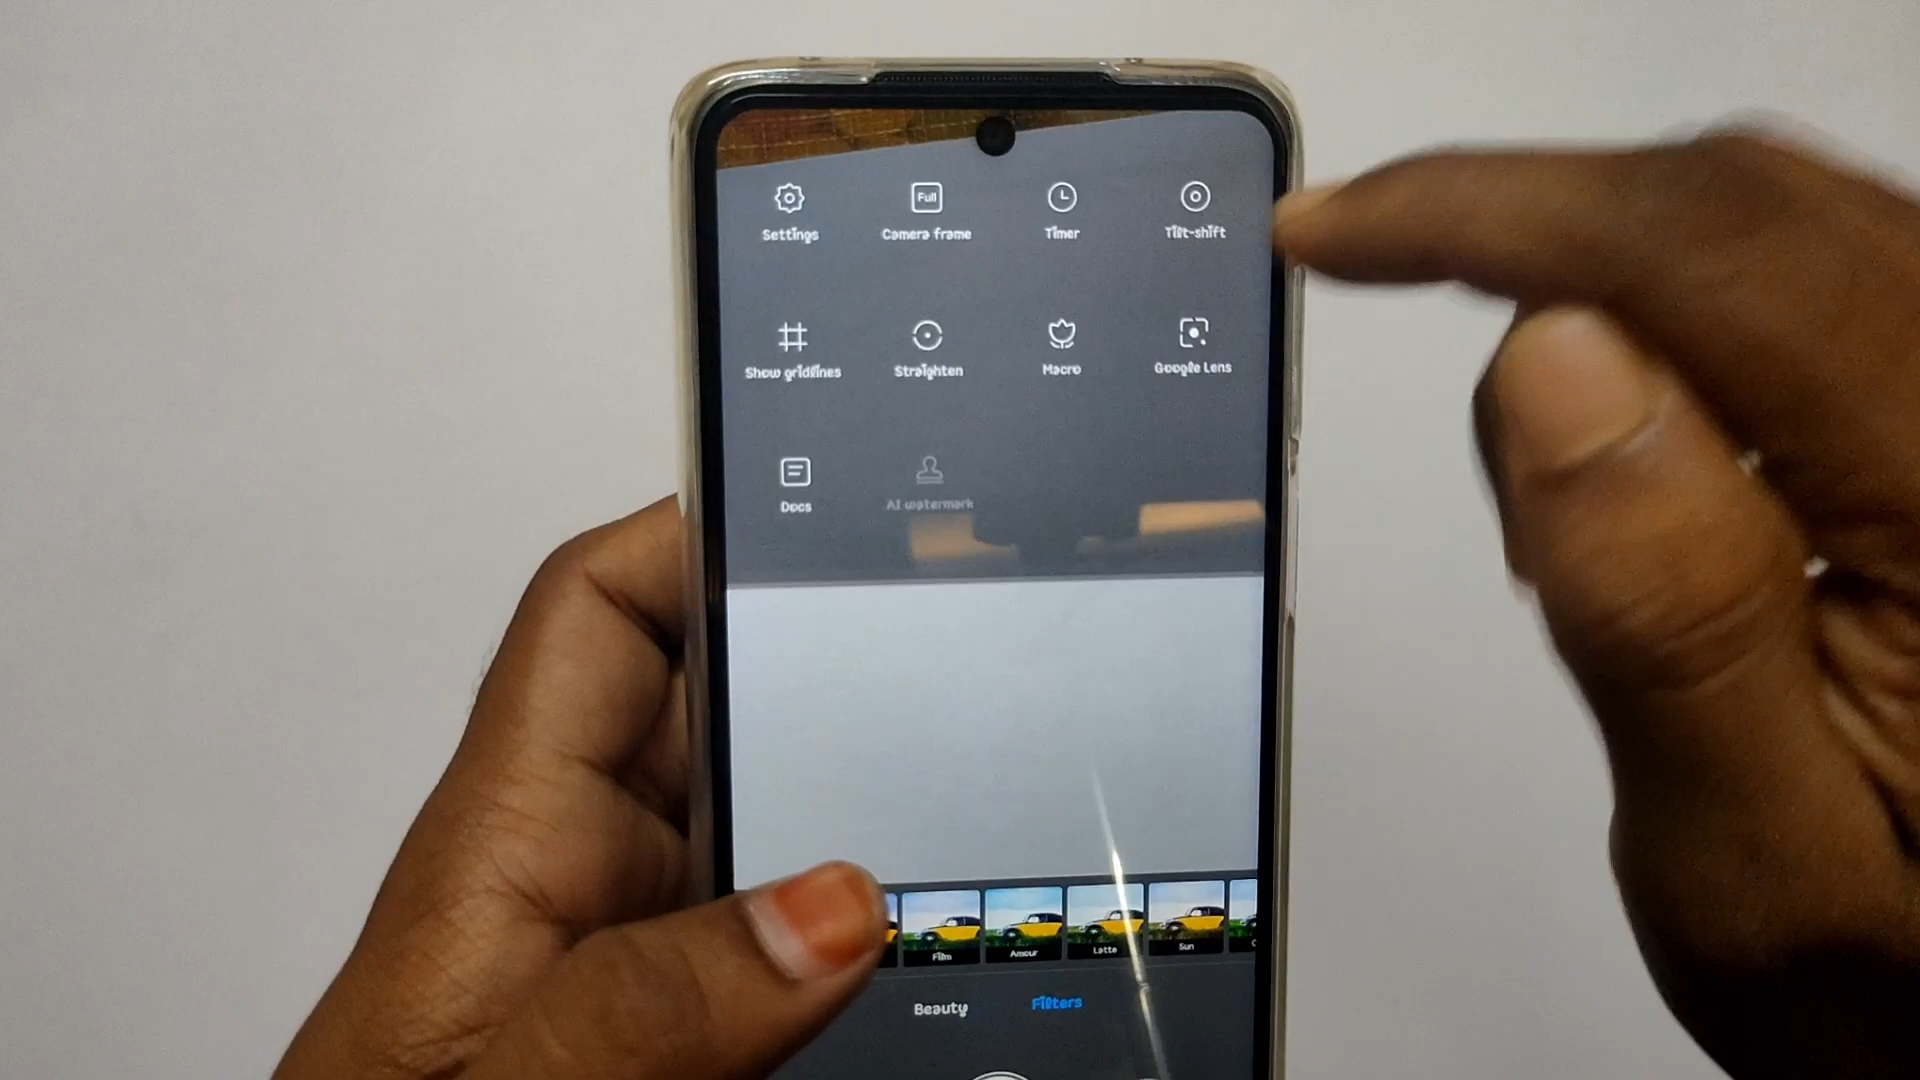 Settings
Full
Camera frame
Timer
Tilt-shift
Show gridlines
Straighten
Macro
Google Lens
Docs
AI watermark
Film
Amour
Latte
Sun
Beauty
Filters